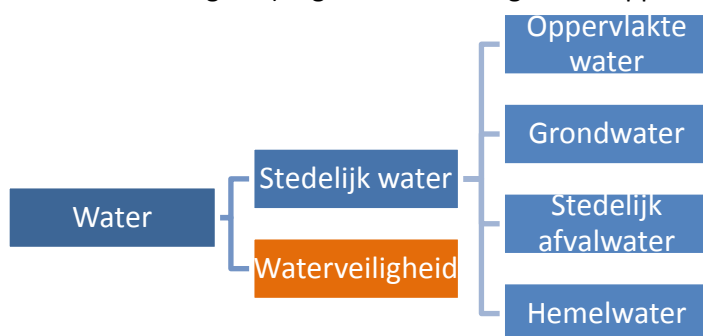 Oppervlakte
water
Grondwater
Stedelijk water
Water
Stedelijk
afvalwater
Waterveiligheid
Hemelwater